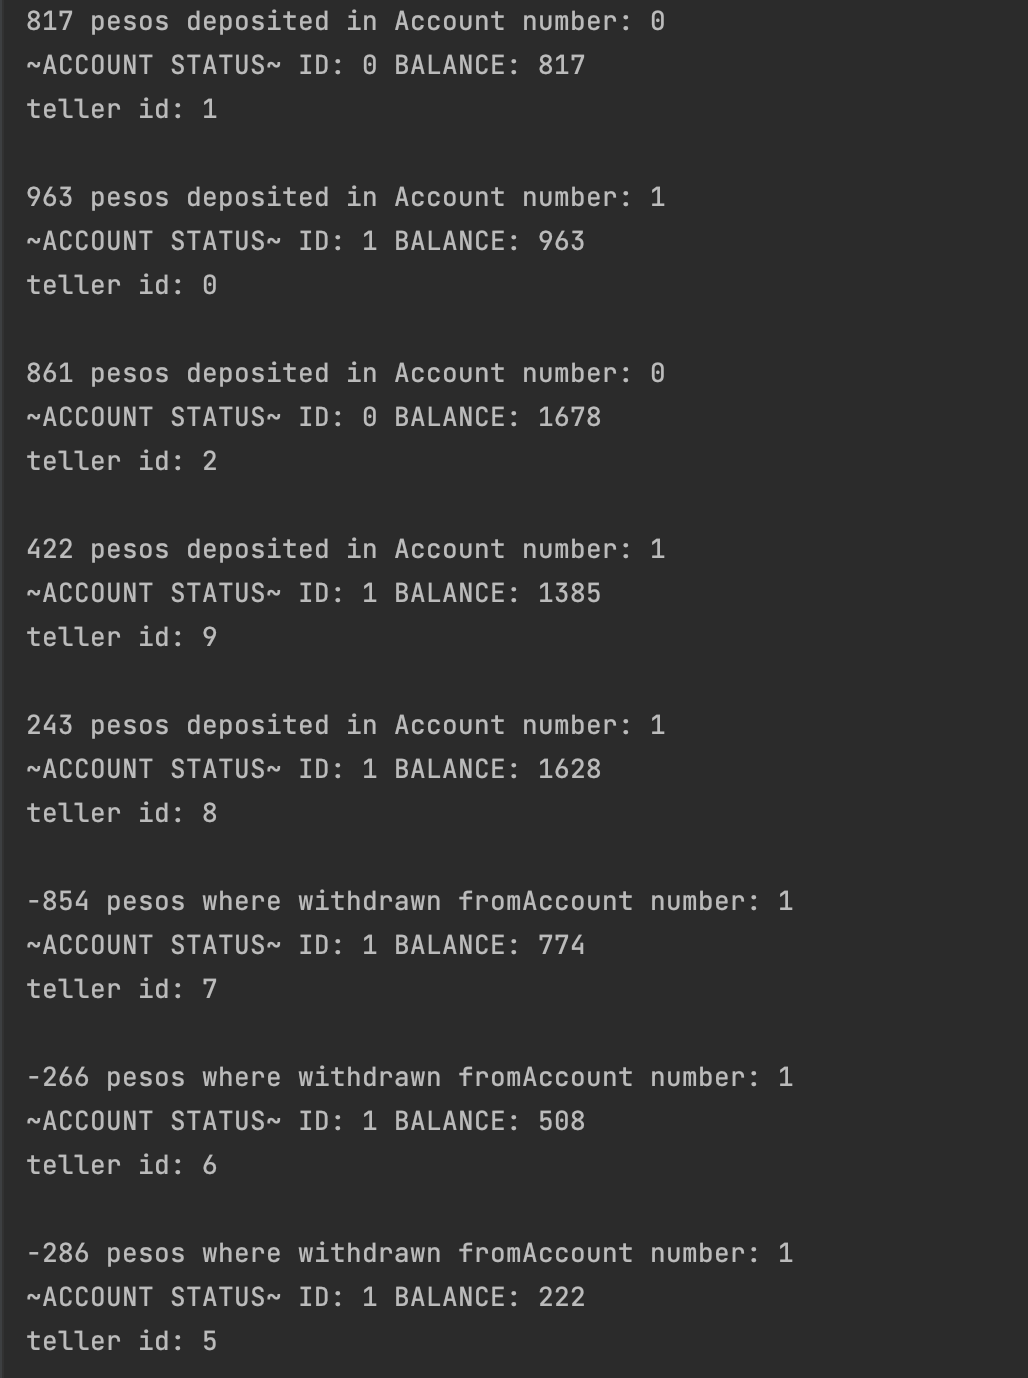 817 pesos deposited in Account number: 0
~ACCOUNT STATUS~ ID: 0 BALANCE: 817
teller id: 1
963 pesos deposited in Account number: 1
~ACCOUNT STATUS~ ID: 1 BALANCE: 963
teller id: 0
861 pesos deposited in Account number: 0
~ACCOUNT STATUS~ ID: 0 BALANCE: 1678
teller id: 2
422 pesos deposited in Account number: 1
~ACCOUNT STATUS~ ID: 1 BALANCE: 1385
teller id: 9
243 pesos deposited in Account number: 1
~ACCOUNT STATUS~ ID: 1 BALANCE: 1628
teller id: 8
-854 pesos where withdrawn fromAccount number: 1
~ACCOUNT STATUS~ ID: 1 BALANCE: 774
teller id: 7
-266 pesos where withdrawn fromAccount number: 1
~ACCOUNT STATUS~ ID: 1 BALANCE: 508
teller id: 6
-286 pesos where withdrawn fromAccount number: 1
~ACCOUNT STATUS~ ID: 1 BALANCE: 222
teller id: 5